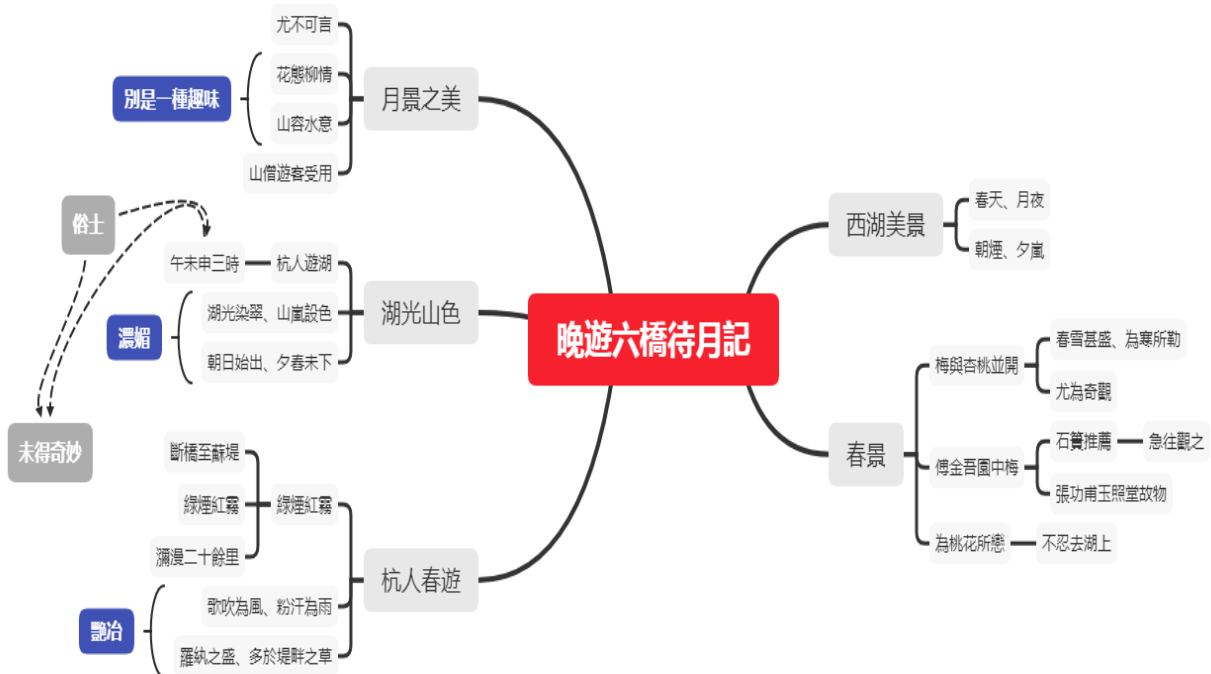 晚遊六橋待月記
西湖美景
春天、月夜
朝煙、夕嵐
春景
梅與杏桃並開
春雪甚盛、為寒所勒
尤為奇觀
傅金吾園中梅
石簣推薦
急往觀之
張功甫玉照堂故物
為桃花所戀
不忍去湖上
杭人春遊
綠煙紅霧
斷橋至蘇堤
綠煙紅霧
瀰漫二十餘里
歌吹為風、粉汗為雨
羅紈之盛、多於堤畔之草
艷冶
湖光山色
杭人遊湖
午未申三時
湖光染翠、山嵐設色
朝日始出、夕舂未下
濃媚
俗士
未得奇妙
月景之美
尤不可言
花態柳情
山容水意
別是一種趣味
山僧遊客受用